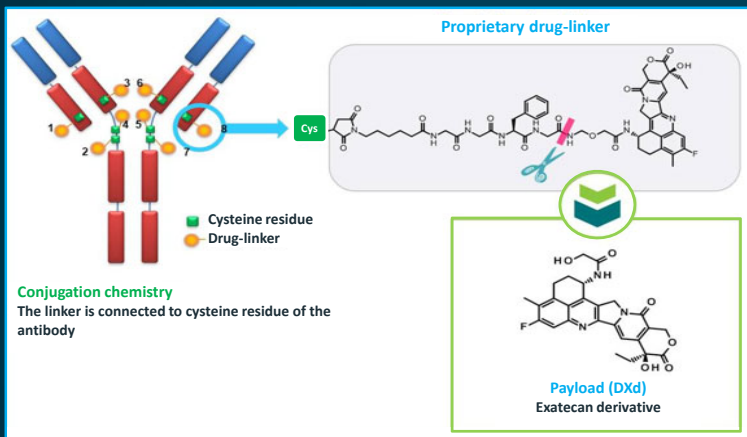 Proprietary drug-linker
3 6
1 4 5 8
2 7
Cys
Cysteine residue
Drug-linker
Conjugation chemistry
The linker is connected to cysteine residue of the
antibody
Payload (DXd)
Exatecan derivative